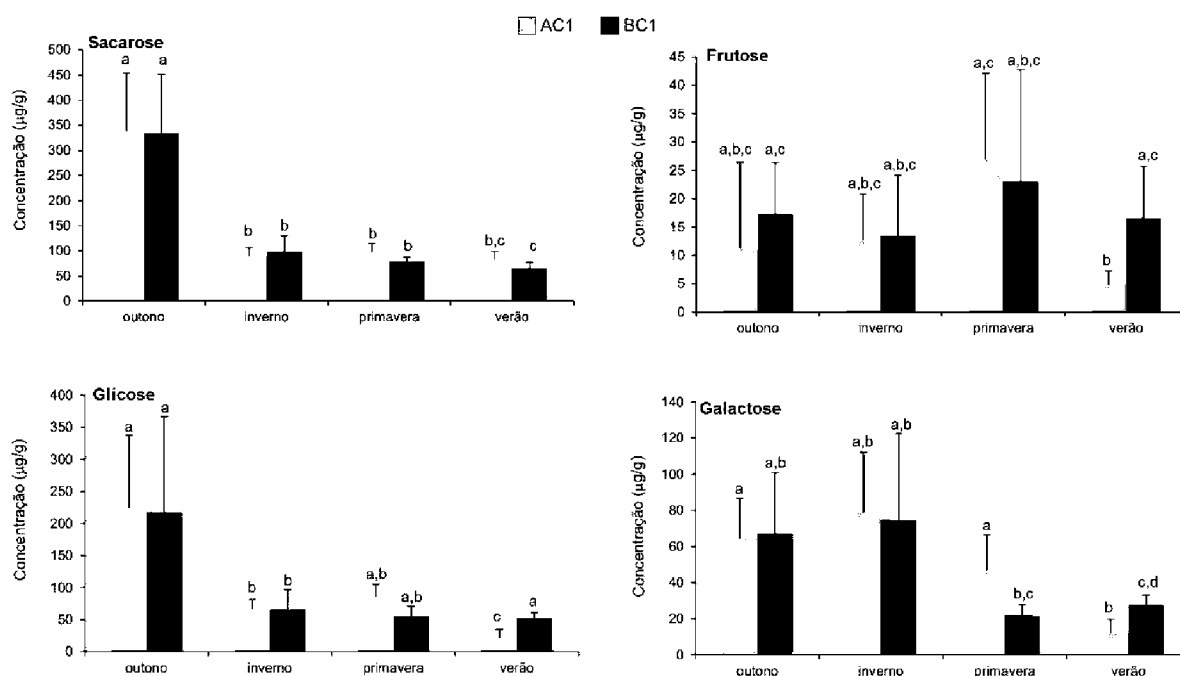 AC1 BC1
Sacarose
Concentração (µg/g)
500
450
400
350
300
250
200
150
100
50
0
a a
b b
b b
b,c c
outono inverno primavera verão
Frutose
Concentração (µg/g)
45
40
35
30
25
20
15
10
5
0
a,b,c a,c
a,b,c a,b,c
a,c a,b,c
b a,c
outono inverno primavera verão
Glicose
Concentração (µg/g)
400
350
300
250
200
150
100
50
0
a a
b b
a,b a,b
c a
outono inverno primavera verão
Galactose
Concentração (µg/g)
140
120
100
80
60
40
20
0
a a,b
a,b a,b
a b,c
b c,d
outono inverno primavera verão